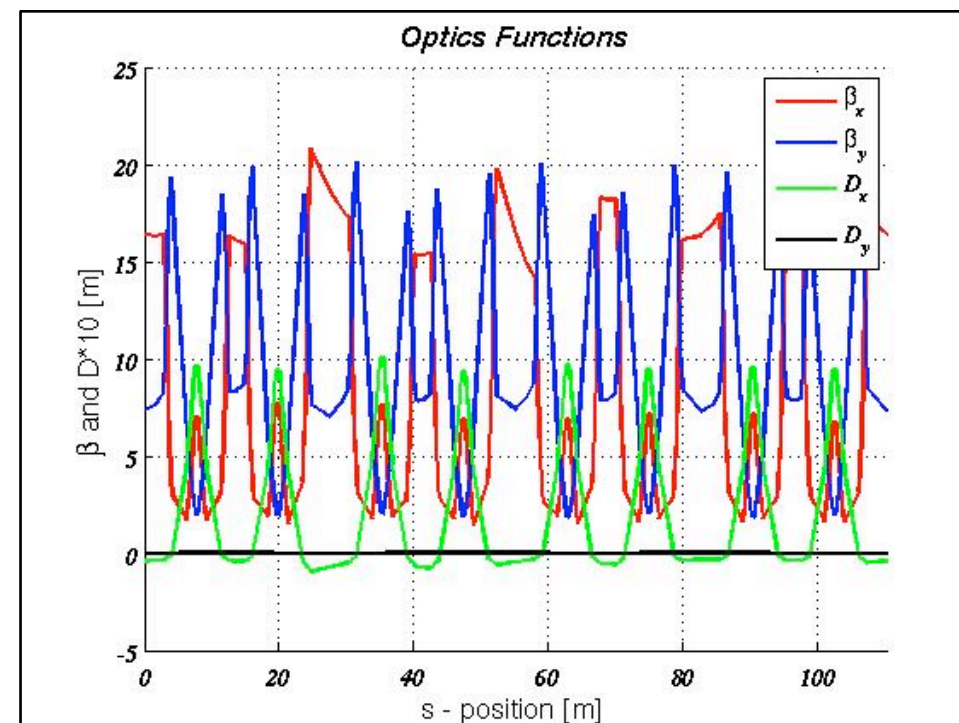 Optics Functions
25
20
15
10
5
0
-5
β and D*10 [m]
β_x
β_y
D_x
D_y
0 20 40 60 80 100
s - position [m]